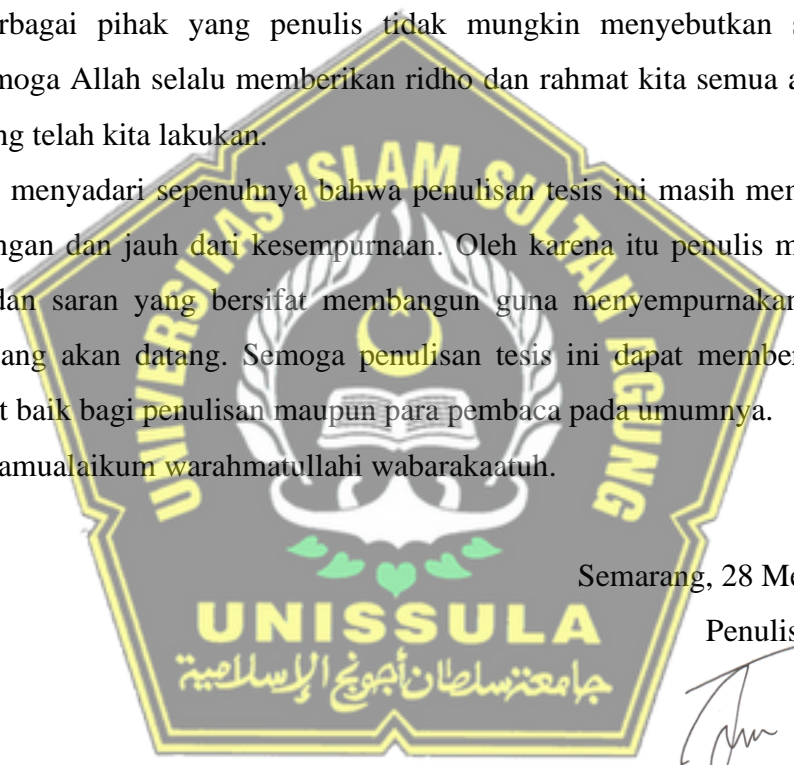 rbagai pihak yang penulis tidak mungkin menyebutkan s
moga Allah selalu memberikan ridho dan rahmat kita semua a
ng telah kita lakukan.
menyadari sepenuhnya bahwa penulisan tesis ini masih men
ngan dan jauh dari kesempurnaan. Oleh karena itu penulis m
dan saran yang bersifat membangun guna menyempurnakan
ang akan datang. Semoga penulisan tesis ini dapat member
t baik bagi penulisan maupun para pembaca pada umumnya.
amualaikum warahmatullahi wabarakaatuh.
Semarang, 28 Me
Penulis
UNIVERSITAS ISLAM SULTAN AGUNG
UNISSULA
جامعة سلطان أجونج الإسلامية